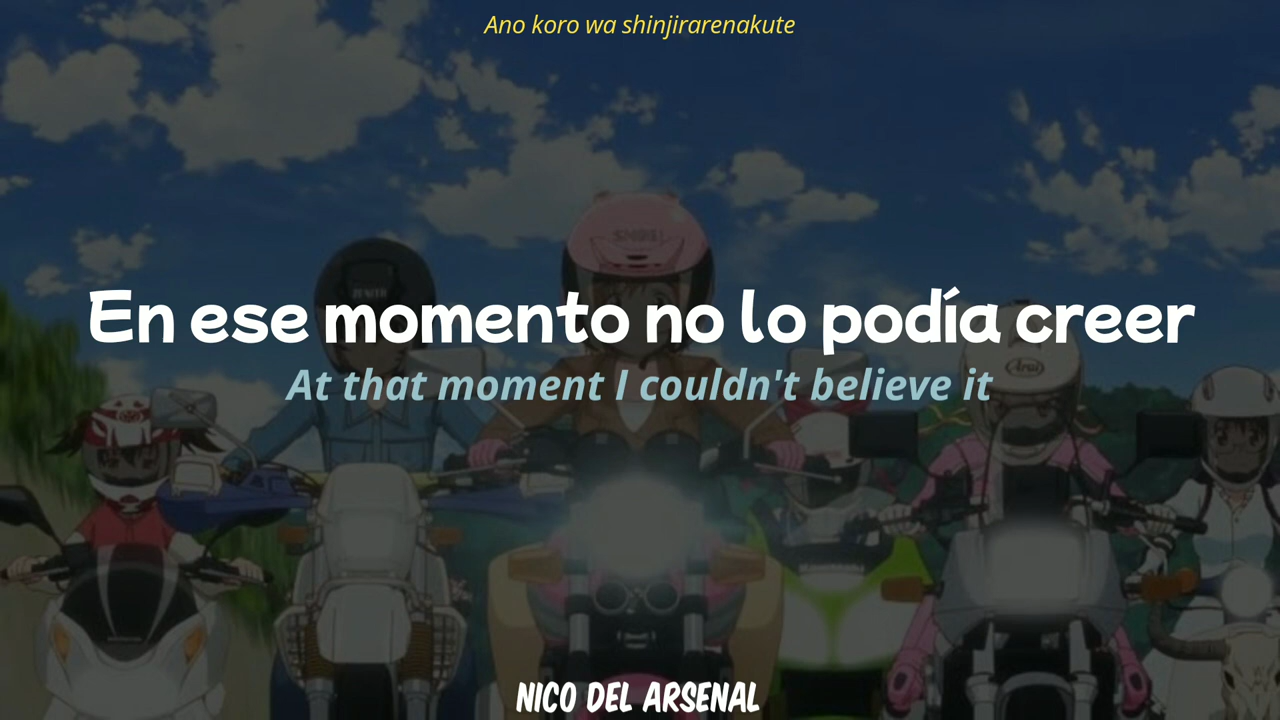 Ano koro wa shinjirarenakute
En ese momento no lo podía creer
At that moment I couldn't believe it
Arai
NICO DEL ARSENAL